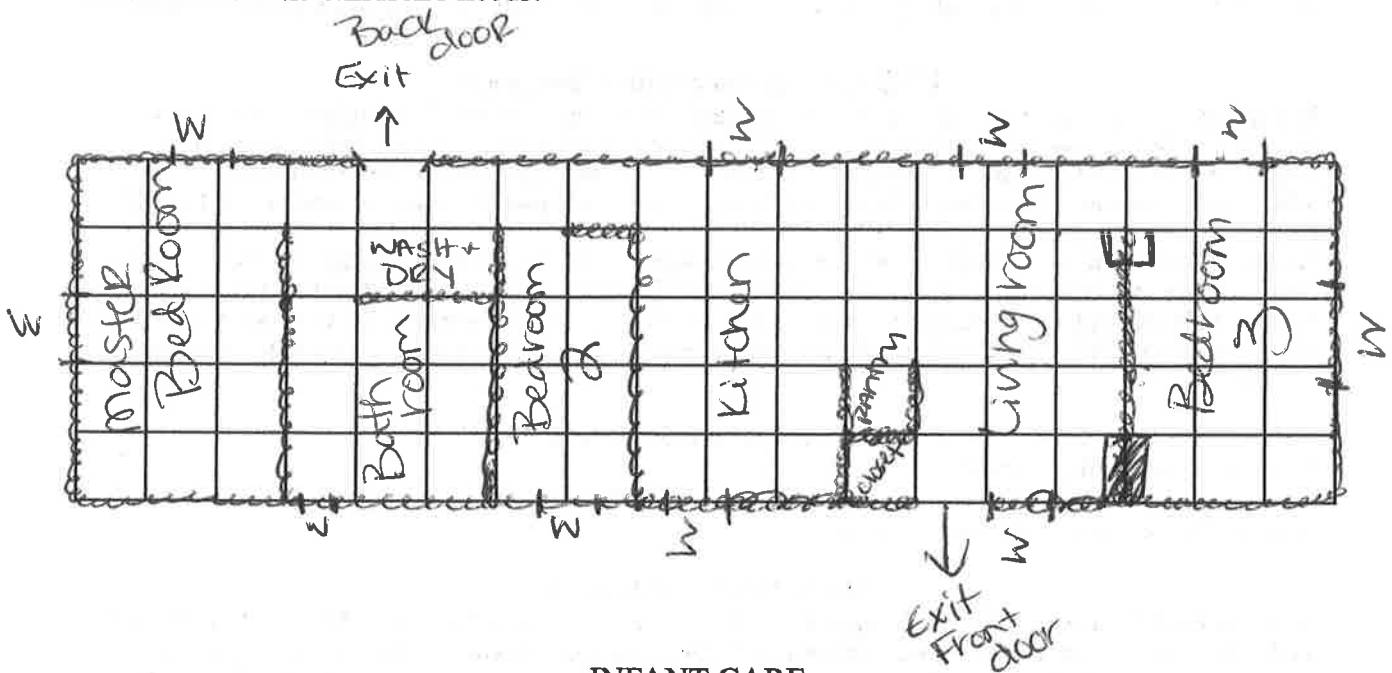 Back
door
Exit
W
W
W
W
Master
Bed Room
WASH +
DRY
Bath
room
Bedroom
2
Kitchen
PANTRY
Closet
Living room
Bedroom
3
W
W
W
W
W
W
Exit
Front
door
INFANT CARE